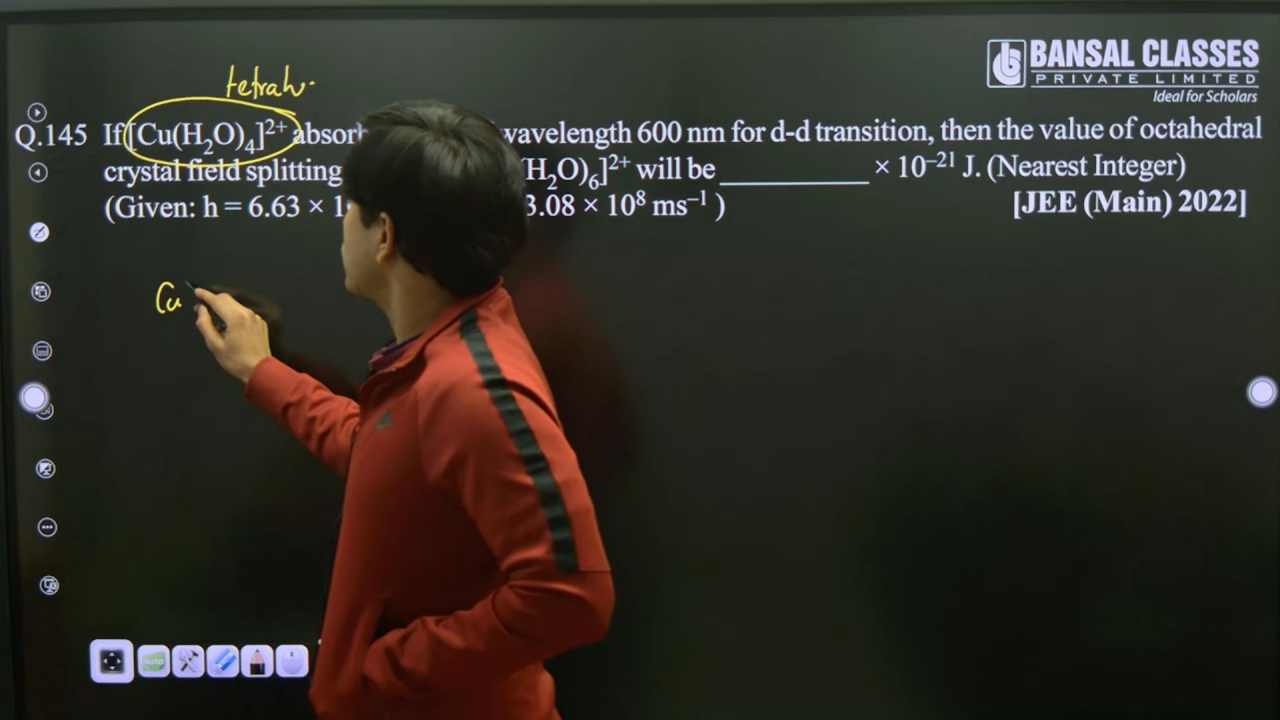 BANSAL CLASSES
PRIVATE LIMITED
Ideal for Scholars
tetrah.
Q.145 If [Cu(H₂O)₄]²⁺ absorb wavelength 600 nm for d-d transition, then the value of octahedral
crystal field splitting H₂O)₆]²⁺ will be ________ × 10⁻²¹ J. (Nearest Integer)
(Given: h = 6.63 × 1 3.08 × 10⁸ ms⁻¹ )
[JEE (Main) 2022]
Cu
Note